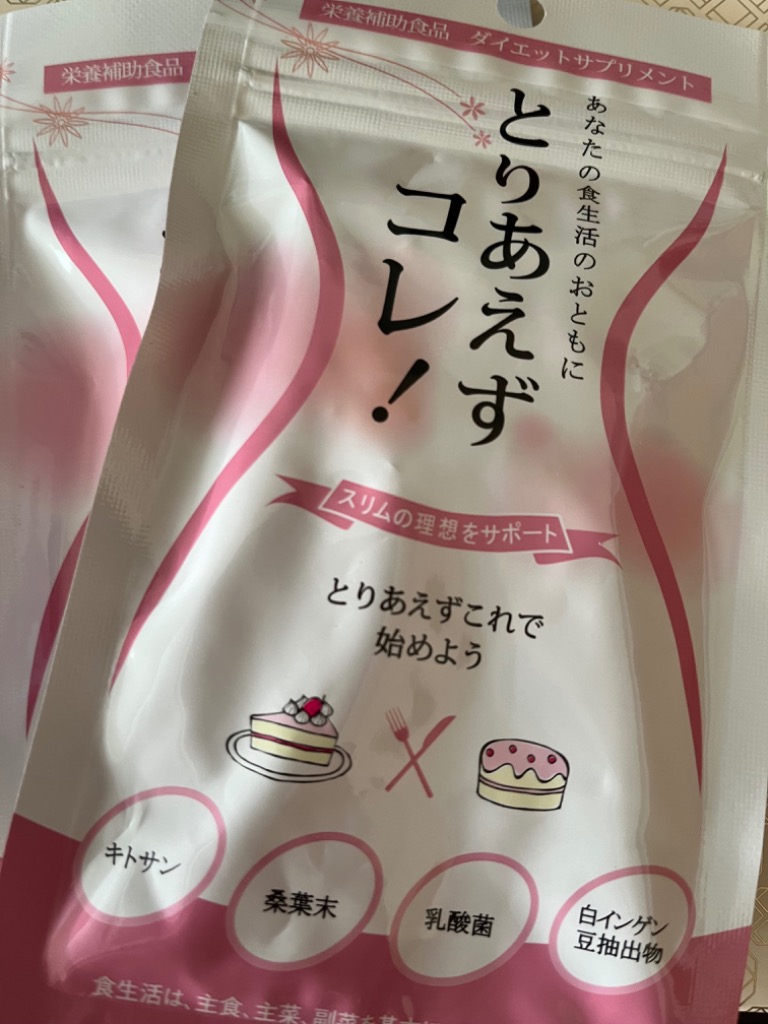 栄養補助食品 ダイエットサプリメント
あなたの食生活のおともに
とりあえず
コレ！
スリムの理想をサポート
とりあえずこれで
始めよう
キトサン
桑葉末
乳酸菌
白インゲン
豆抽出物
食生活は、主食、主菜、副菜を基本に
栄養補助食品